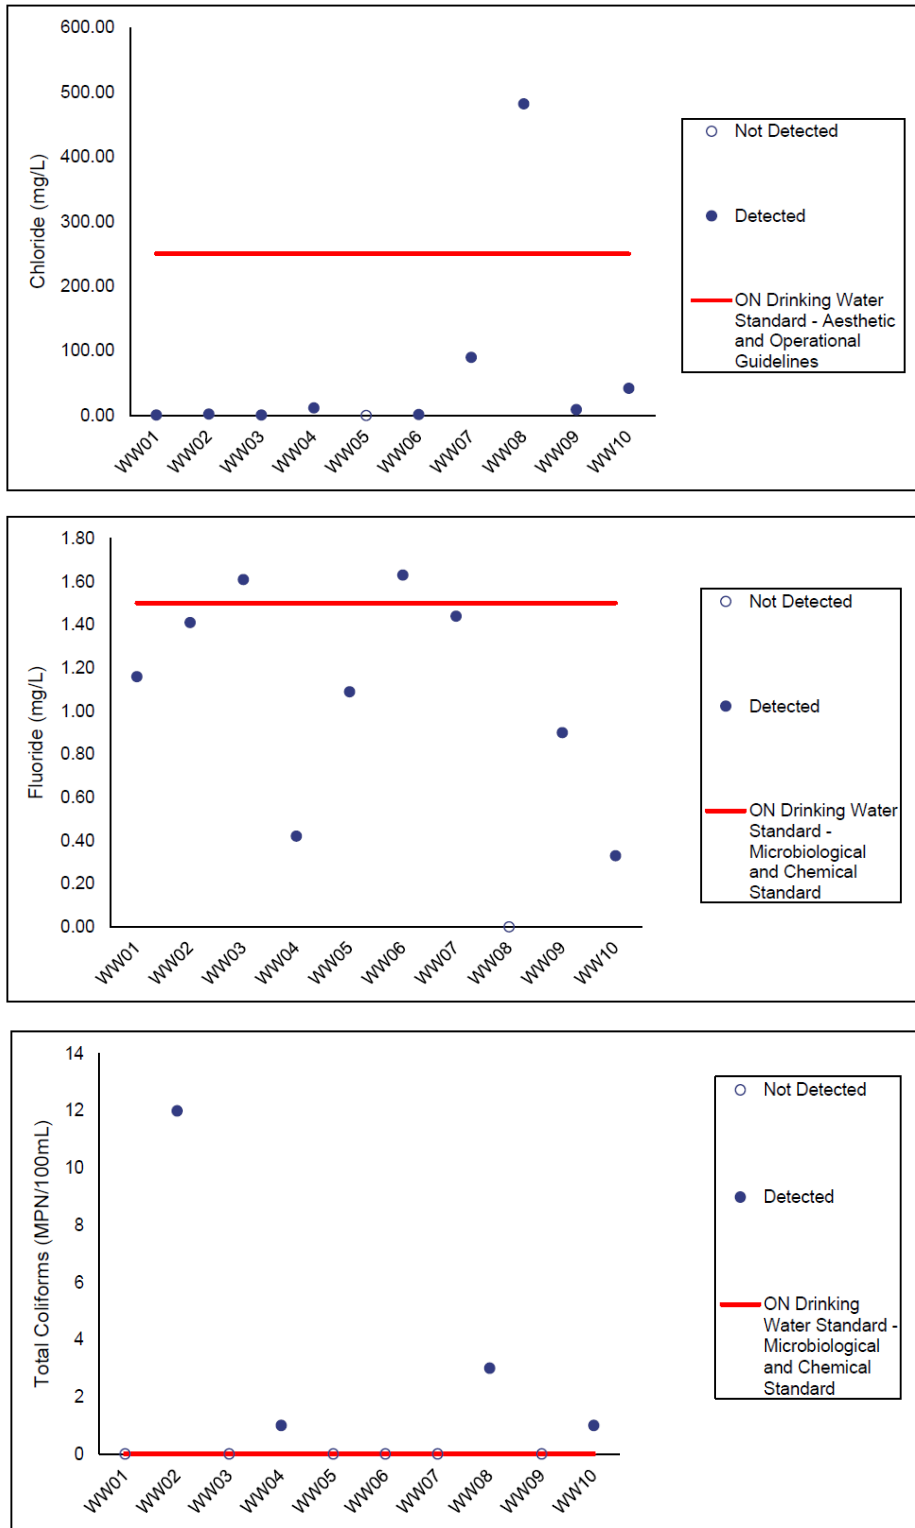 600.00
500.00
400.00
300.00
200.00
100.00
0.00
Chloride (mg/L)
WW01
WW02
WW03
WW04
WW05
WW06
WW07
WW08
WW09
WW10
Not Detected
Detected
ON Drinking Water
Standard - Aesthetic
and Operational
Guidelines
1.80
1.60
1.40
1.20
1.00
0.80
0.60
0.40
0.20
0.00
Fluoride (mg/L)
WW01
WW02
WW03
WW04
WW05
WW06
WW07
WW08
WW09
WW10
Not Detected
Detected
ON Drinking Water
Standard -
Microbiological
and Chemical
Standard
14
12
10
8
6
4
2
0
Total Coliforms (MPN/100mL)
WW01
WW02
WW03
WW04
WW05
WW06
WW07
WW08
WW09
WW10
Not Detected
Detected
ON Drinking
Water Standard -
Microbiological
and Chemical
Standard